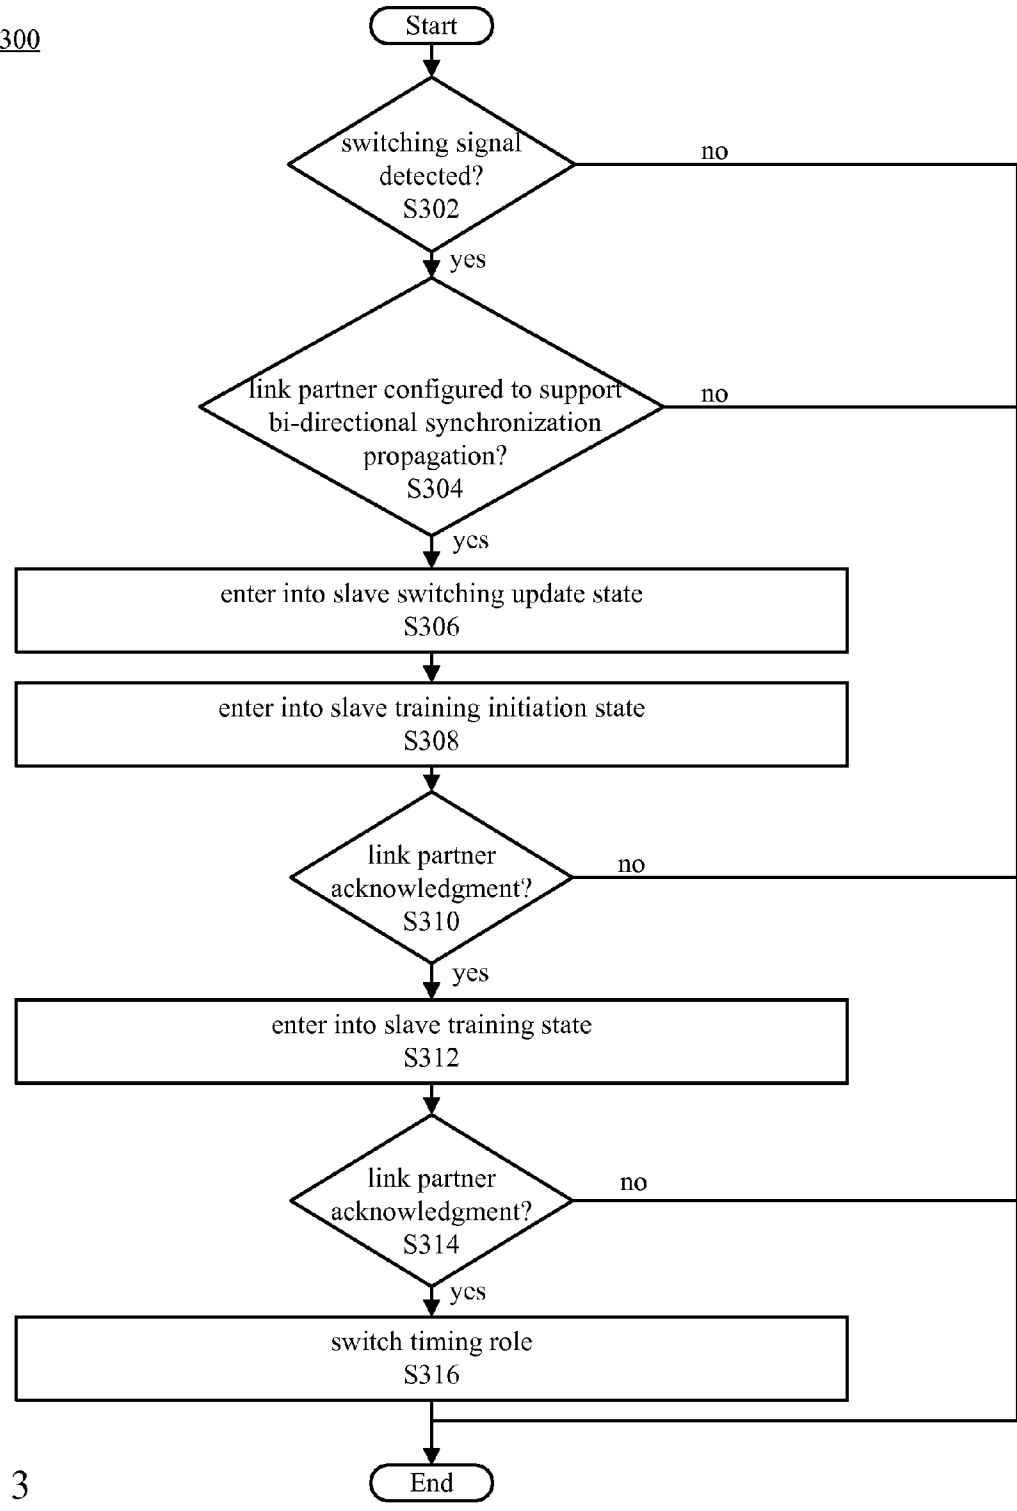 300
Start
switching signal
detected?
S302
no
yes
link partner configured to support
bi-directional synchronization
propagation?
S304
no
yes
enter into slave switching update state
S306
enter into slave training initiation state
S308
link partner
acknowledgment?
S310
no
yes
enter into slave training state
S312
link partner
acknowledgment?
S314
no
yes
switch timing role
S316
End
3